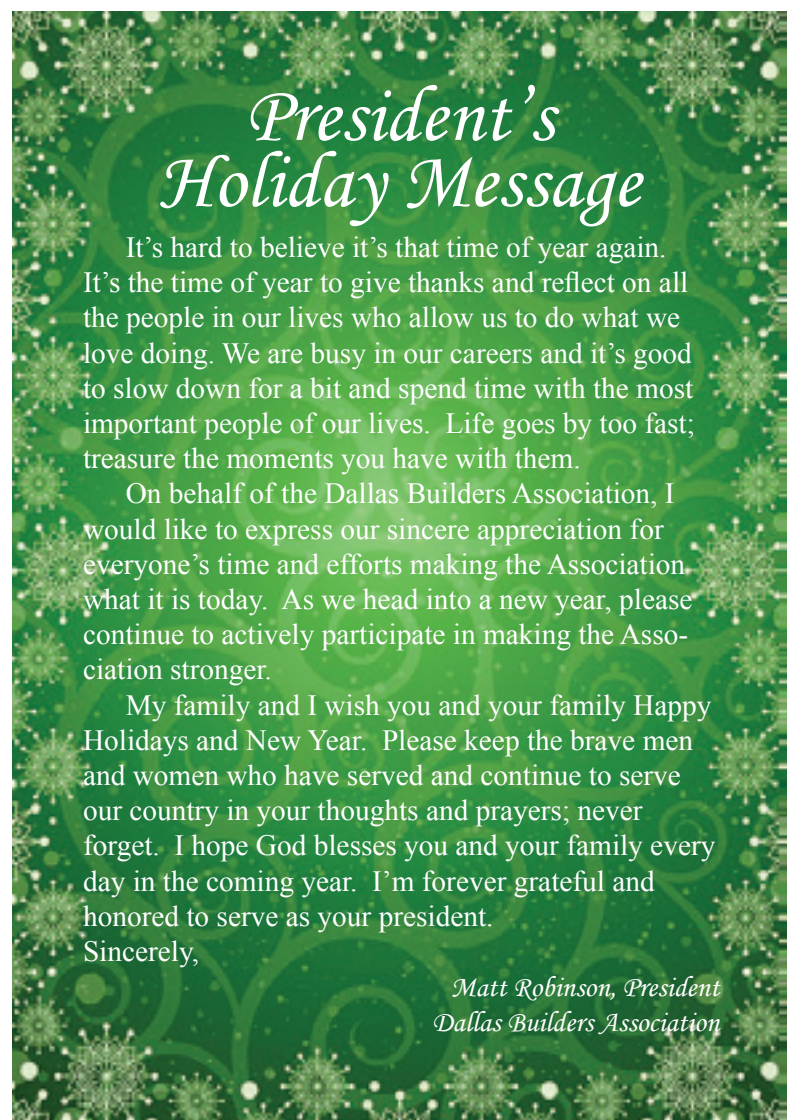 President’s
Holiday Message
It’s hard to believe it’s that time of year again.
It’s the time of year to give thanks and reflect on all
the people in our lives who allow us to do what we
love doing. We are busy in our careers and it’s good
to slow down for a bit and spend time with the most
important people of our lives.  Life goes by too fast;
treasure the moments you have with them.
On behalf of the Dallas Builders Association, I
would like to express our sincere appreciation for
everyone’s time and efforts making the Association
what it is today.  As we head into a new year, please
continue to actively participate in making the Asso-
ciation stronger.
My family and I wish you and your family Happy
Holidays and New Year.  Please keep the brave men
and women who have served and continue to serve
our country in your thoughts and prayers; never
forget.  I hope God blesses you and your family every
day in the coming year.  I’m forever grateful and
honored to serve as your president.
Sincerely,
Matt Robinson, President
Dallas Builders Association